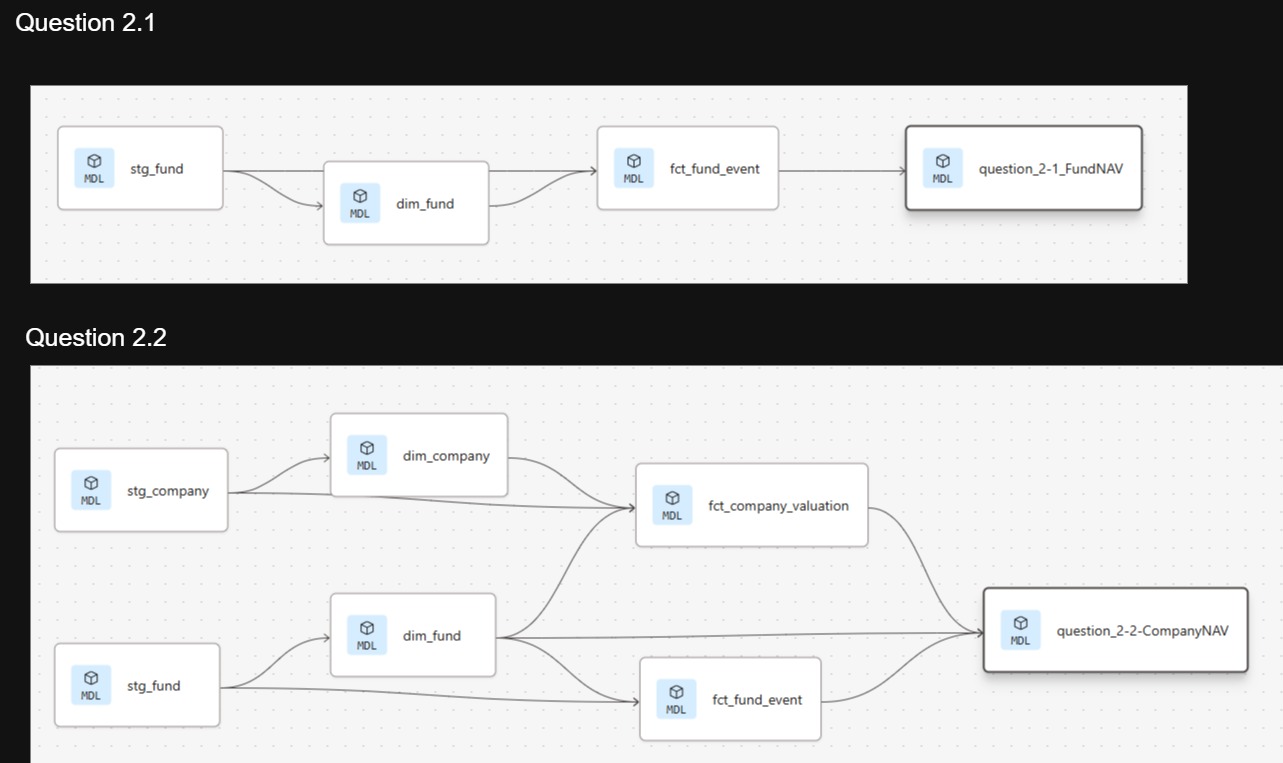 Question 2.1
MDL
stg_fund
MDL
dim_fund
MDL
fct_fund_event
MDL
question_2-1_FundNAV
Question 2.2
MDL
dim_company
MDL
stg_company
MDL
fct_company_valuation
MDL
dim_fund
MDL
question_2-2-CompanyNAV
MDL
stg_fund
MDL
fct_fund_event